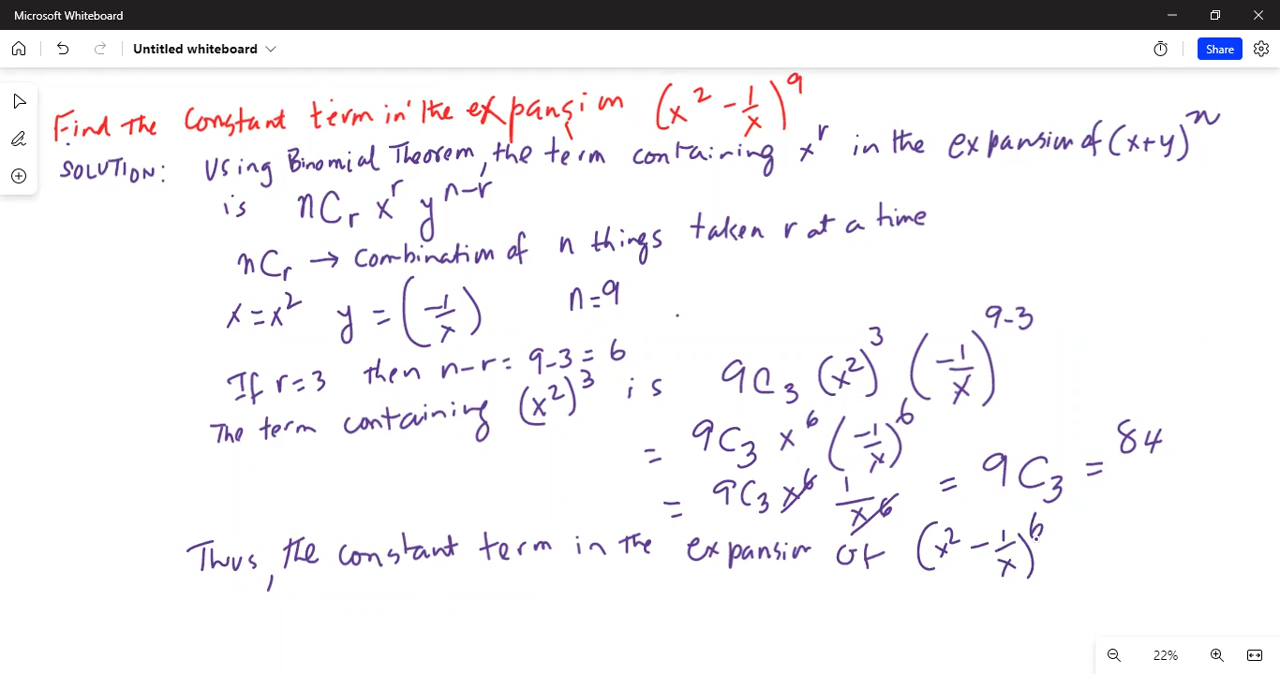 Microsoft Whiteboard
Untitled whiteboard
Share
Find the constant term in the expansion (x² - 1/x)⁹
SOLUTION: Using Binomial Theorem, the term containing xʳ in the expansion of (x+y)ⁿ
is nCᵣ xʳ yⁿ⁻ʳ
nCᵣ → Combination of n things taken r at a time
x = x² y = (-1/x) n = 9
If r = 3 then n-r = 9-3 = 6
The term containing (x²)³ is 9C₃ (x²)³ (-1/x)⁹⁻³
= 9C₃ x⁶ (-1/x)⁶
= 9C₃ x⁶ 1/x⁶ = 9C₃ = 84
Thus, the constant term in the expansion of (x² - 1/x)⁶
22%